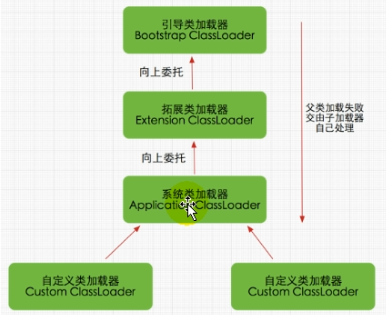 引导类加载器
Bootstrap ClassLoader
向上委托
拓展类加载器
Extension ClassLoader
父类加载失败
交由子加载器
自己处理
向上委托
系统类加载器
Application ClassLoader
自定义类加载器
Custom ClassLoader
自定义类加载器
Custom ClassLoader